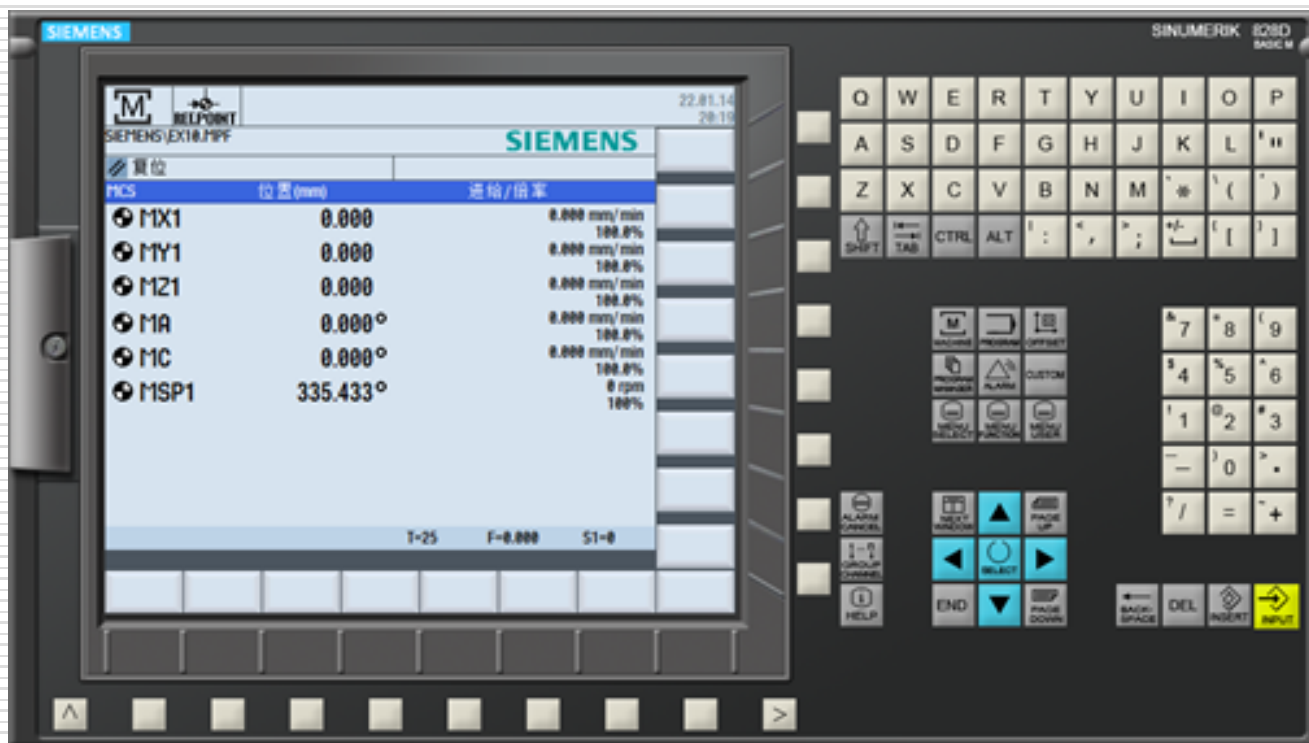 SIEMENS
SINUMERIK 828D
BASIC M
M
REF.POINT
22.01.14
20:19
SIEMENS\EX10.MPF
SIEMENS
复位
MCS 位置(mm) 进给/倍率
MX1 0.000 0.000 mm/min
100.0%
MY1 0.000 0.000 mm/min
100.0%
MZ1 0.000 0.000 mm/min
100.0%
MA 0.000° 0.000 mm/min
100.0%
MC 0.000° 0.000 mm/min
100.0%
MSP1 335.433° 0 rpm
100%
T=25 F=0.000 S1=0
Q W E R T Y U I O P
A S D F G H J K L ' "
Z X C V B N M * ( )
SHIFT TAB CTRL ALT : , ; [ ]
M
MACHINE PROGRAM OFFSET
PROGRAM MANAGER ALARM CUSTOM
MENU SELECT MENU FUNCTION MENU USER
& 7 * 8 ( 9
$ 4 % 5 ^ 6
! 1 @ 2 # 3
_ - ) 0 > .
? / = ~ +
ALARM CANCEL NEXT WINDOW PAGE UP
1-n GROUP CHANNEL SELECT
HELP END PAGE DOWN BACKSPACE DEL INSERT INPUT